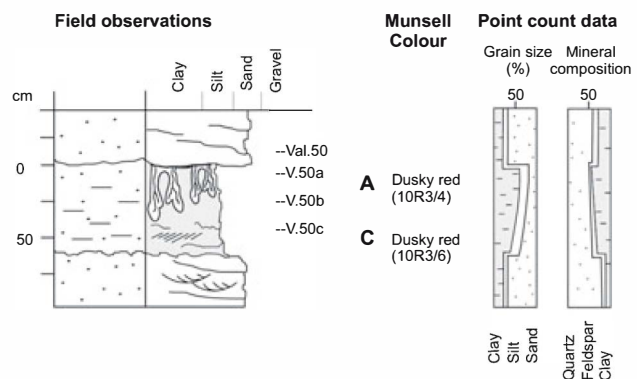 Field observations
Munsell
Colour
Point count data
Clay
Silt
Sand
Gravel
Grain size
(%)
Mineral
composition
50
50
cm
0
50
--Val.50
--V.50a
--V.50b
--V.50c
A Dusky red
(10R3/4)
C Dusky red
(10R3/6)
Clay
Silt
Sand
Quartz
Feldspar
Clay